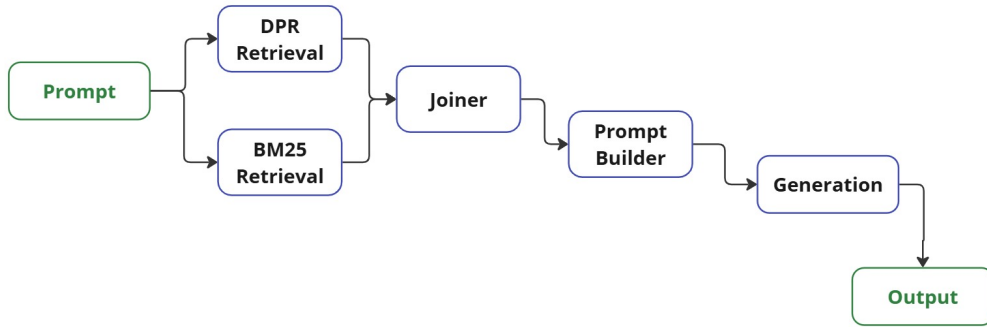 Prompt
DPR
Retrieval
BM25
Retrieval
Joiner
Prompt
Builder
Generation
Output